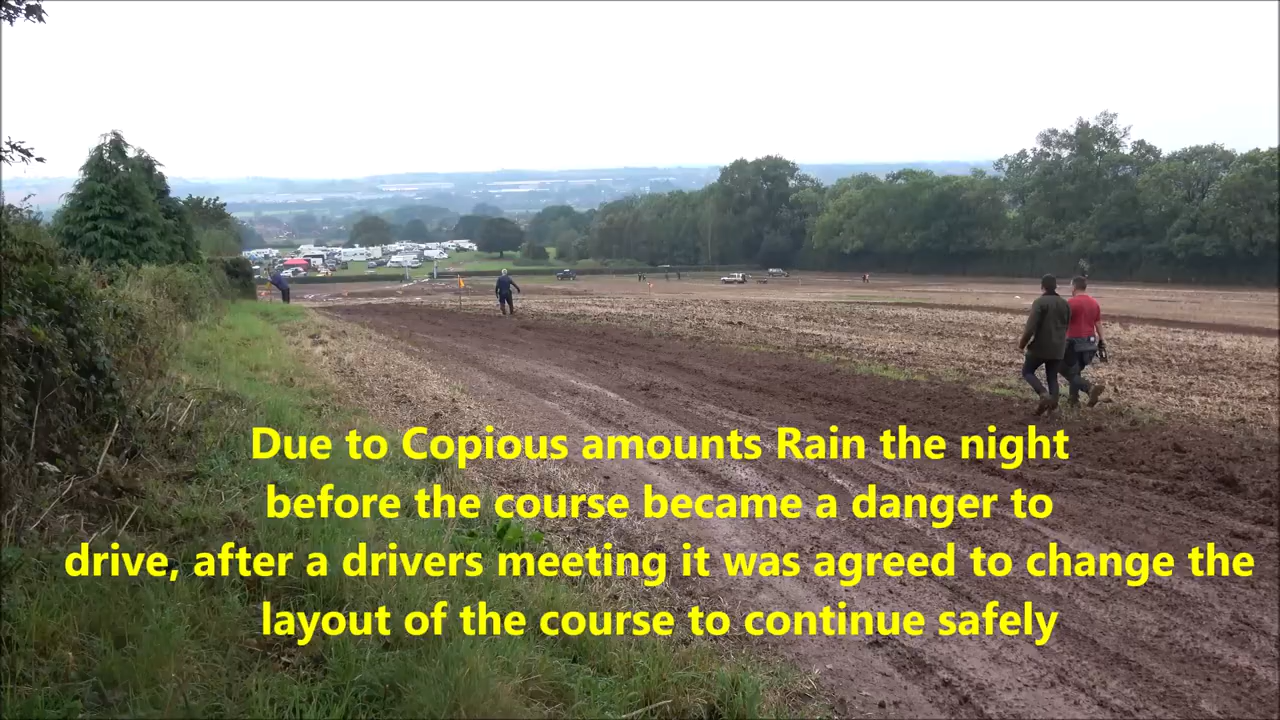 Due to Copious amounts Rain the night
before the course became a danger to
drive, after a drivers meeting it was agreed to change the
layout of the course to continue safely